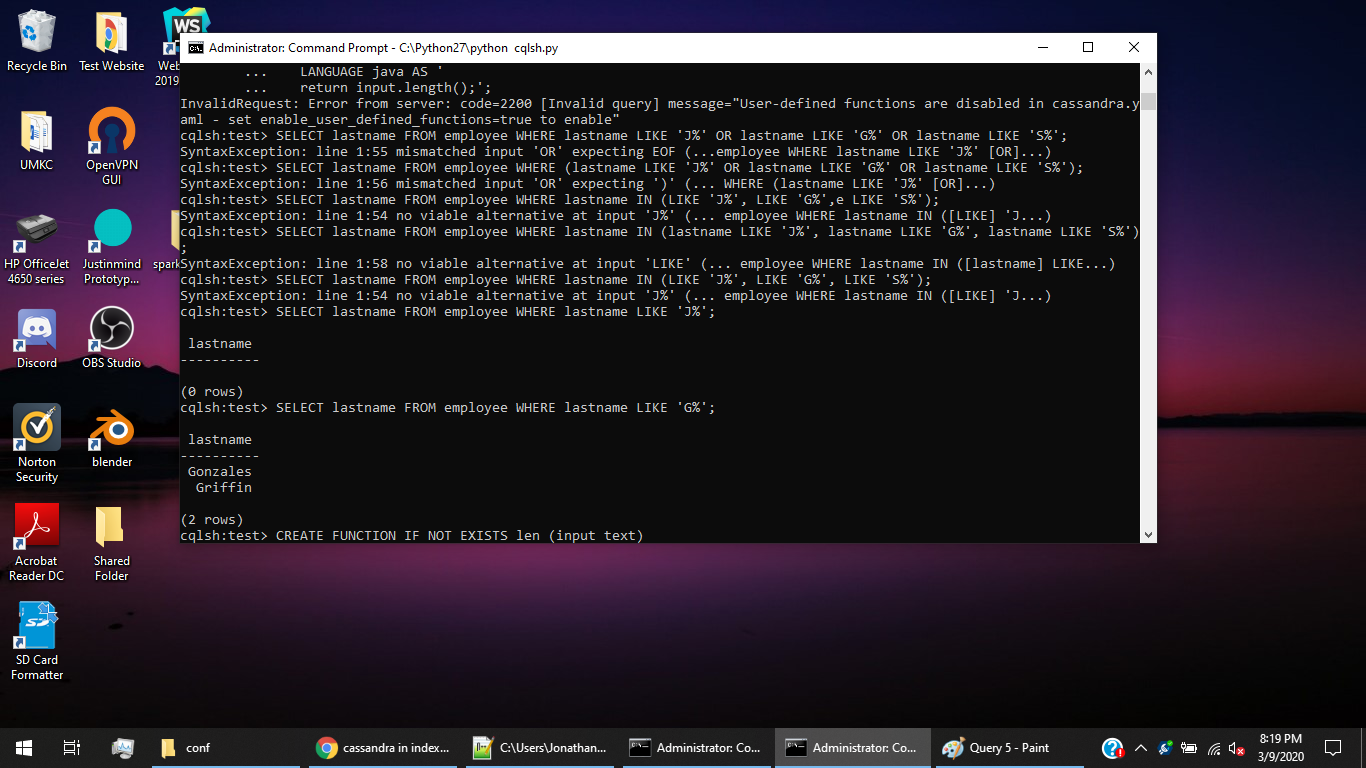 Recycle Bin
Test Website
WS
Web
2019
UMKC
OpenVPN
GUI
HP OfficeJet
4650 series
Justinmind
Prototyp...
spark
Discord
OBS Studio
Norton
Security
blender
Acrobat
Reader DC
Shared
Folder
SD
SD Card
Formatter
Administrator: Command Prompt - C:\Python27\python  cqlsh.py
...    LANGUAGE java AS '
...    return input.length();';
InvalidRequest: Error from server: code=2200 [Invalid query] message="User-defined functions are disabled in cassandra.y
aml - set enable_user_defined_functions=true to enable"
cqlsh:test> SELECT lastname FROM employee WHERE lastname LIKE 'J%' OR lastname LIKE 'G%' OR lastname LIKE 'S%';
SyntaxException: line 1:55 mismatched input 'OR' expecting EOF (...employee WHERE lastname LIKE 'J%' [OR]...)
cqlsh:test> SELECT lastname FROM employee WHERE (lastname LIKE 'J%' OR lastname LIKE 'G%' OR lastname LIKE 'S%');
SyntaxException: line 1:56 mismatched input 'OR' expecting ')' (... WHERE (lastname LIKE 'J%' [OR]...)
cqlsh:test> SELECT lastname FROM employee WHERE lastname IN (LIKE 'J%', LIKE 'G%',e LIKE 'S%');
SyntaxException: line 1:54 no viable alternative at input 'J%' (... employee WHERE lastname IN ([LIKE] 'J...)
cqlsh:test> SELECT lastname FROM employee WHERE lastname IN (lastname LIKE 'J%', lastname LIKE 'G%', lastname LIKE 'S%')
;
SyntaxException: line 1:58 no viable alternative at input 'LIKE' (... employee WHERE lastname IN ([lastname] LIKE...)
cqlsh:test> SELECT lastname FROM employee WHERE lastname IN (LIKE 'J%', LIKE 'G%', LIKE 'S%');
SyntaxException: line 1:54 no viable alternative at input 'J%' (... employee WHERE lastname IN ([LIKE] 'J...)
cqlsh:test> SELECT lastname FROM employee WHERE lastname LIKE 'J%';
lastname
----------
(0 rows)
cqlsh:test> SELECT lastname FROM employee WHERE lastname LIKE 'G%';
lastname
----------
Gonzales
Griffin
(2 rows)
cqlsh:test> CREATE FUNCTION IF NOT EXISTS len (input text)
conf
cassandra in index...
C:\Users\Jonathan...
Administrator: Co...
Administrator: Co...
Query 5 - Paint
8:19 PM
3/9/2020